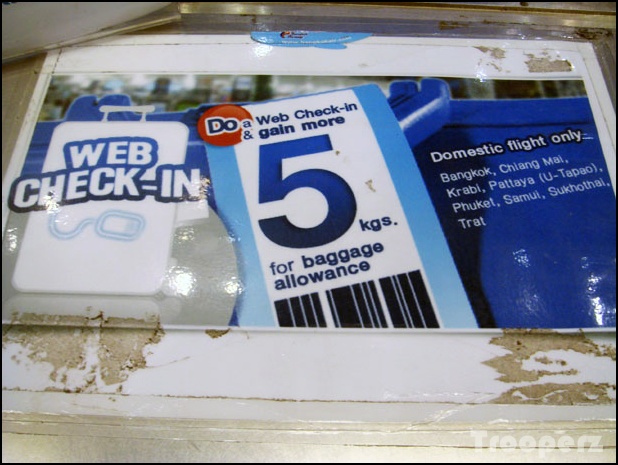 WEB
CHECK-IN
Do a Web Check-in
& gain more
5
kgs.
for baggage
allowance
Domestic flight only
Bangkok, Chiang Mai,
Krabi, Pattaya (U-Tapao),
Phuket, Samui, Sukhothai,
Trat
Trooperz